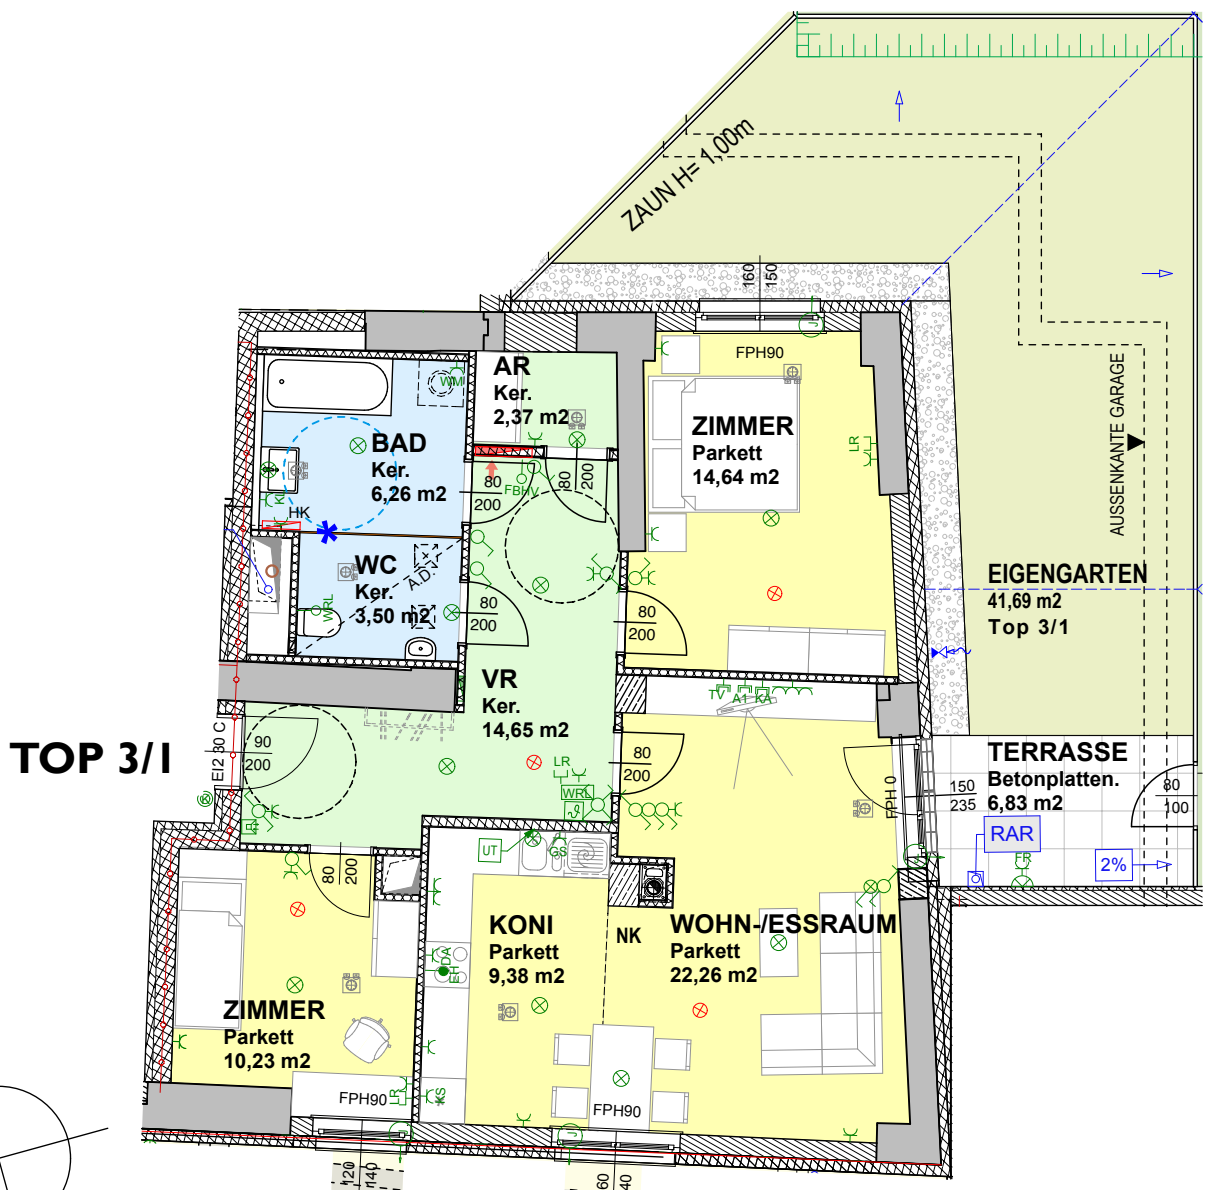 ZAUN H= 1,00m
160
150
FPH90
AR
Ker.
2,37 m2
WM
BAD
Ker.
6,26 m2
HK
80
200
FBHV
80
200
ZIMMER
Parkett
14,64 m2
LR
AUSSENKANTE GARAGE
WC
Ker.
3,50 m2
A.D.
WRL
80
200
80
200
EIGENGARTEN
41,69 m2
Top 3/1
VR
Ker.
14,65 m2
TV
A1
KA
TOP 3/1
EI2 30 C
90
200
LR
WRL
80
200
FPH 0
150
235
TERRASSE
Betonplatten.
6,83 m2
80
100
RAR
FR
2%
UT
GS
80
200
KONI
Parkett
9,38 m2
NK
WOHN-/ESSRAUM
Parkett
22,26 m2
DA
EH
ZIMMER
Parkett
10,23 m2
FPH90
LR
KS
FPH90
120
140
60
40